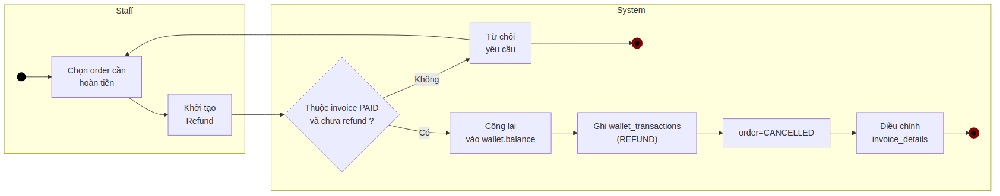 Staff
System
Chọn order cần
hoàn tiền
Khởi tạo
Refund
Thuộc invoice PAID
và chưa refund ?
Không
Từ chối
yêu cầu
Có
Cộng lại
vào wallet.balance
Ghi wallet_transactions
(REFUND)
order=CANCELLED
Điều chỉnh
invoice_details